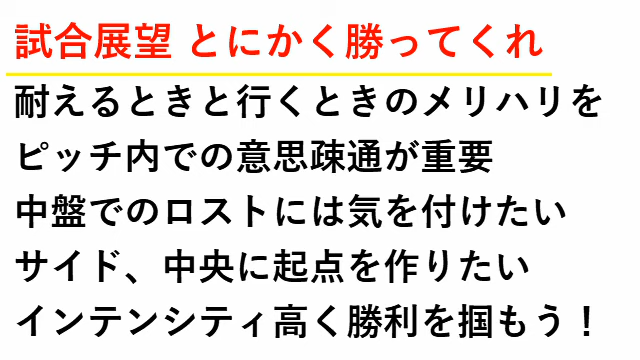 試合展望 とにかく勝ってくれ
耐えるときと行くときのメリハリを
ピッチ内での意思疎通が重要
中盤でのロストには気を付けたい
サイド、中央に起点を作りたい
インテンシティ高く勝利を掴もう！